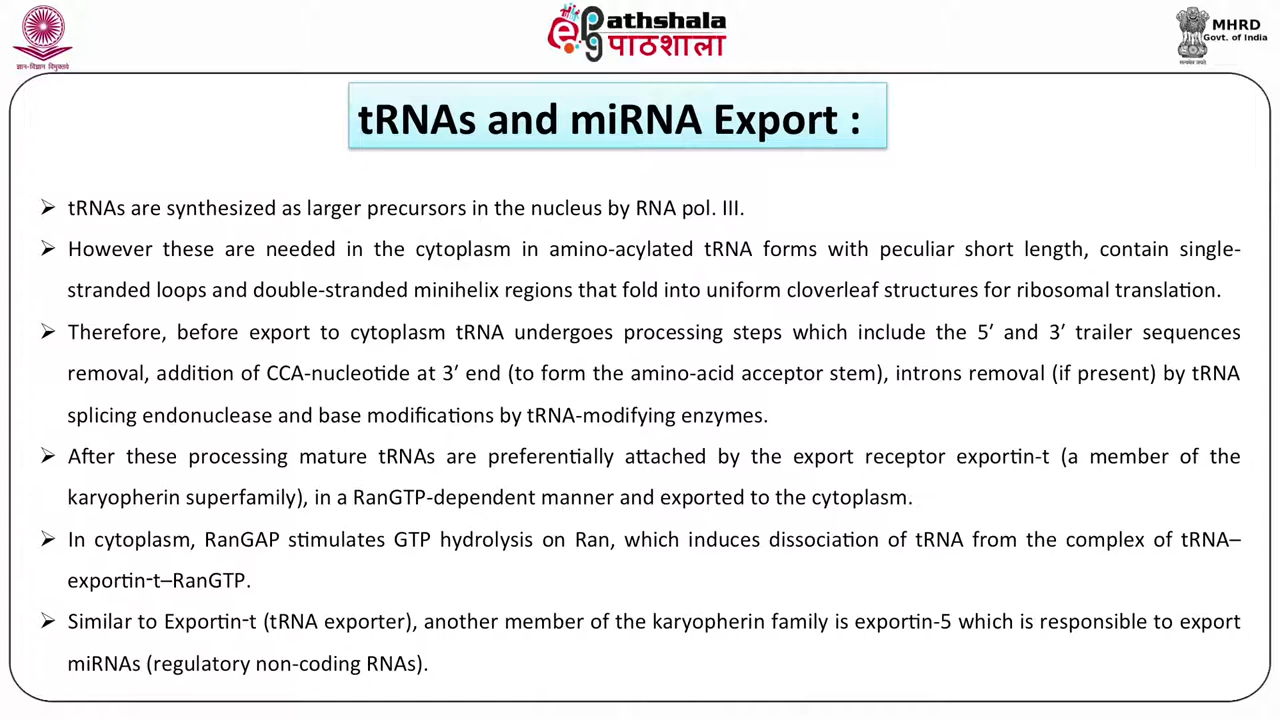 ज्ञान-विज्ञान विमुक्तये
ePathshala
पाठशाला
MHRD
Govt. of India
सत्यमेव जयते
tRNAs and miRNA Export :
➢ tRNAs are synthesized as larger precursors in the nucleus by RNA pol. III.
➢ However these are needed in the cytoplasm in amino-acylated tRNA forms with peculiar short length, contain single-
stranded loops and double-stranded minihelix regions that fold into uniform cloverleaf structures for ribosomal translation.
➢ Therefore, before export to cytoplasm tRNA undergoes processing steps which include the 5′ and 3′ trailer sequences
removal, addition of CCA-nucleotide at 3′ end (to form the amino-acid acceptor stem), introns removal (if present) by tRNA
splicing endonuclease and base modifications by tRNA-modifying enzymes.
➢ After these processing mature tRNAs are preferentially attached by the export receptor exportin-t (a member of the
karyopherin superfamily), in a RanGTP-dependent manner and exported to the cytoplasm.
➢ In cytoplasm, RanGAP stimulates GTP hydrolysis on Ran, which induces dissociation of tRNA from the complex of tRNA–
exportin-t–RanGTP.
➢ Similar to Exportin-t (tRNA exporter), another member of the karyopherin family is exportin-5 which is responsible to export
miRNAs (regulatory non-coding RNAs).